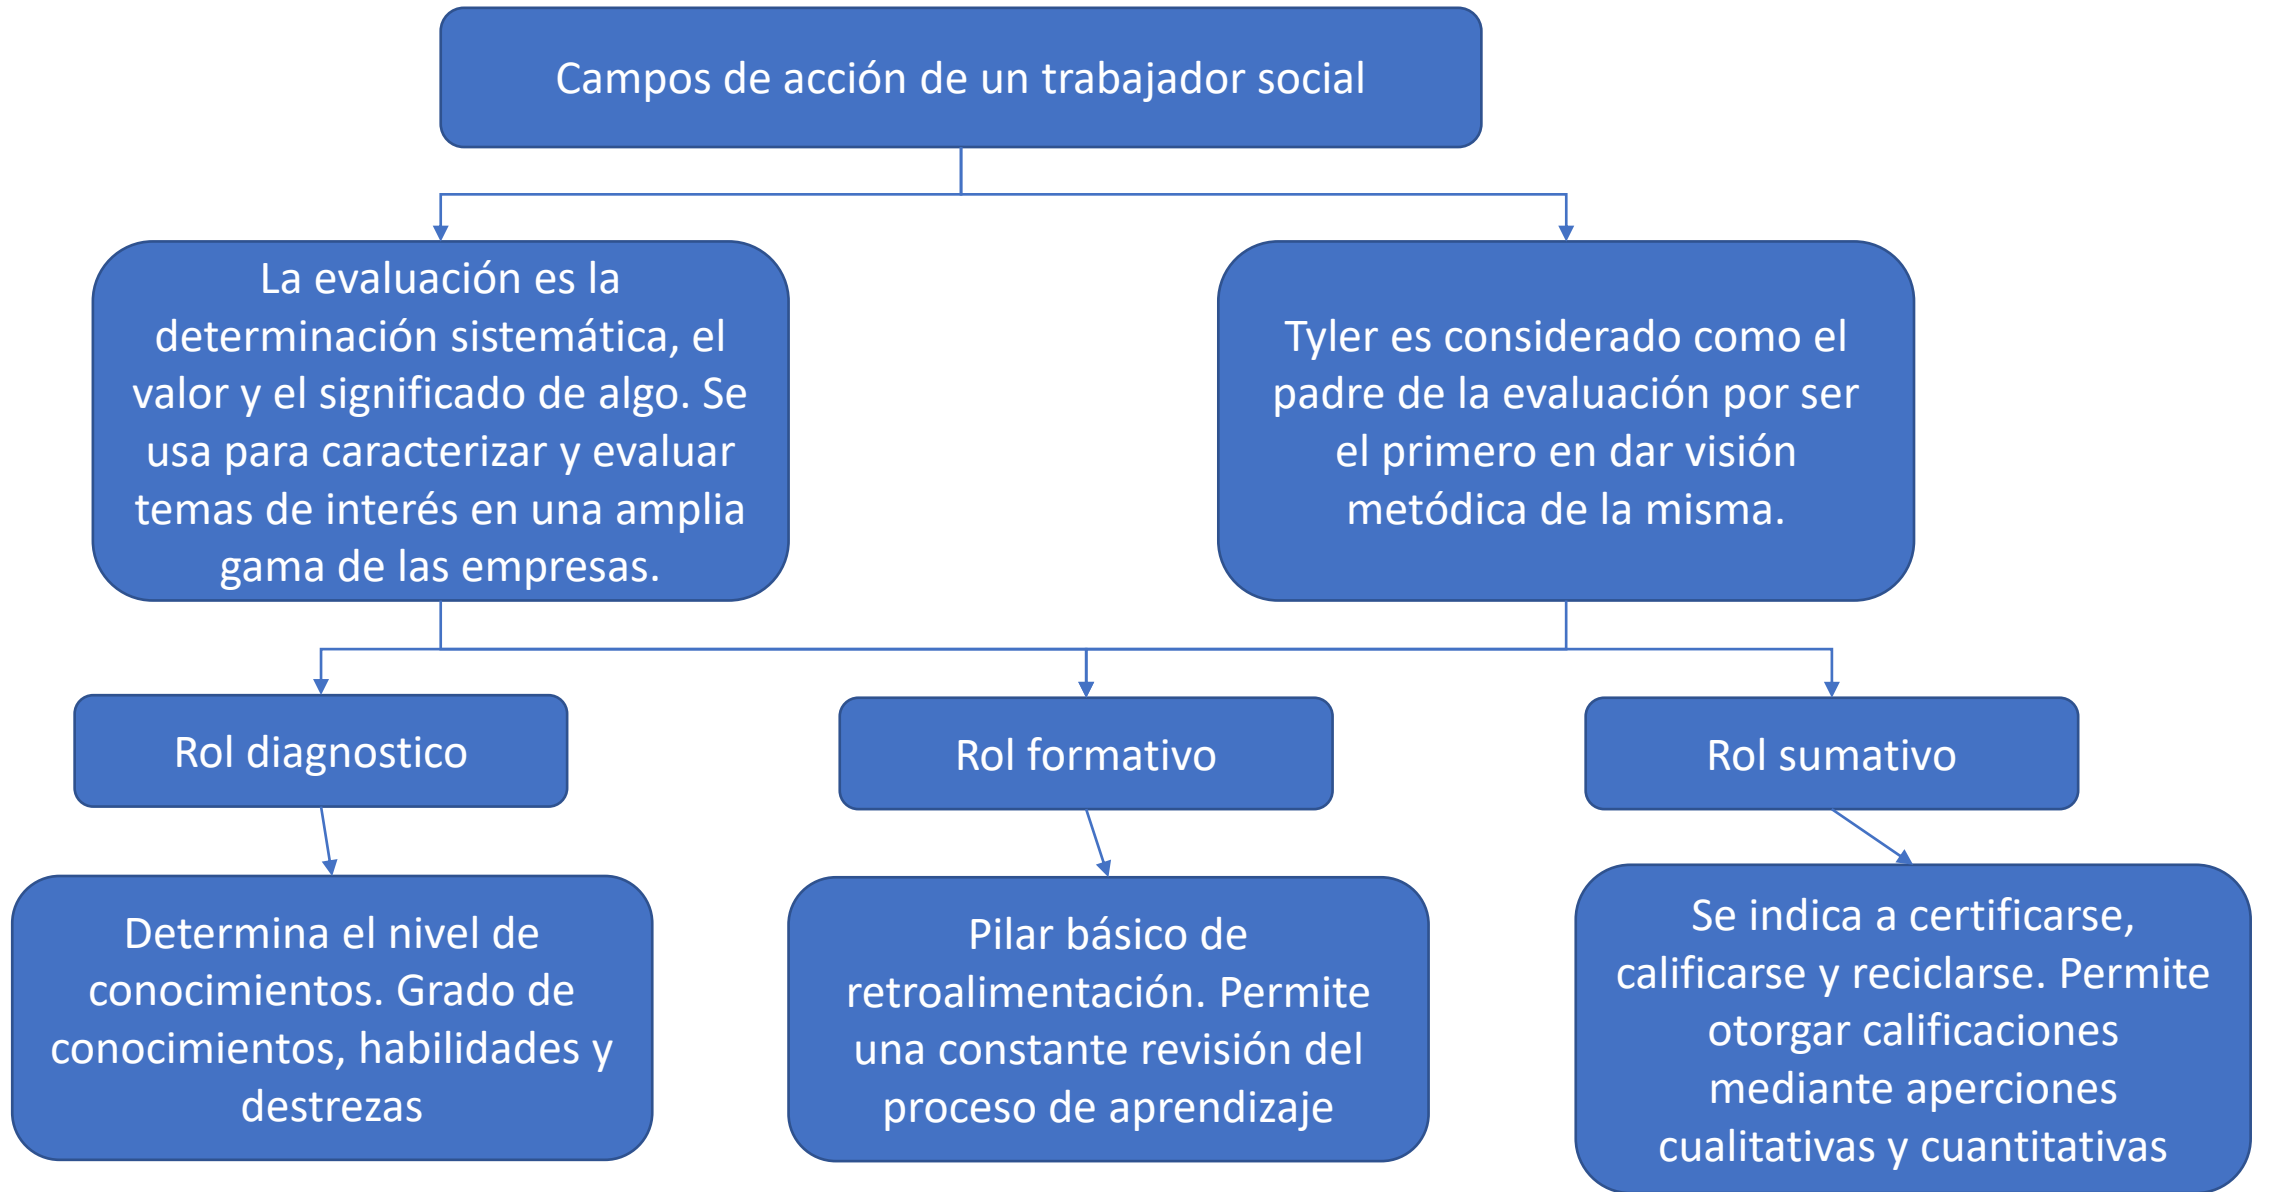 Campos de acción de un trabajador social
La evaluación es la
determinación sistemática, el
valor y el significado de algo. Se
usa para caracterizar y evaluar
temas de interés en una amplia
gama de las empresas.
Tyler es considerado como el
padre de la evaluación por ser
el primero en dar visión
metódica de la misma.
Rol diagnostico
Rol formativo
Rol sumativo
Determina el nivel de
conocimientos. Grado de
conocimientos, habilidades y
destrezas
Pilar básico de
retroalimentación. Permite
una constante revisión del
proceso de aprendizaje
Se indica a certificarse,
calificarse y reciclarse. Permite
otorgar calificaciones
mediante aperciones
cualitativas y cuantitativas